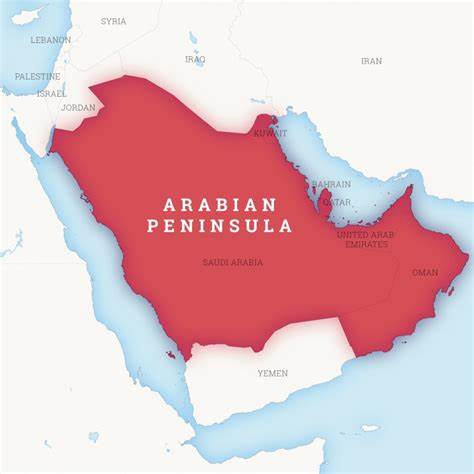 SYRIA
LEBANON
IRAQ
IRAN
PALESTINE
ISRAEL
JORDAN
KUWAIT
BAHRAIN
QATAR
ARABIAN
PENINSULA
UNITED ARAB
EMIRATES
SAUDI ARABIA
OMAN
YEMEN